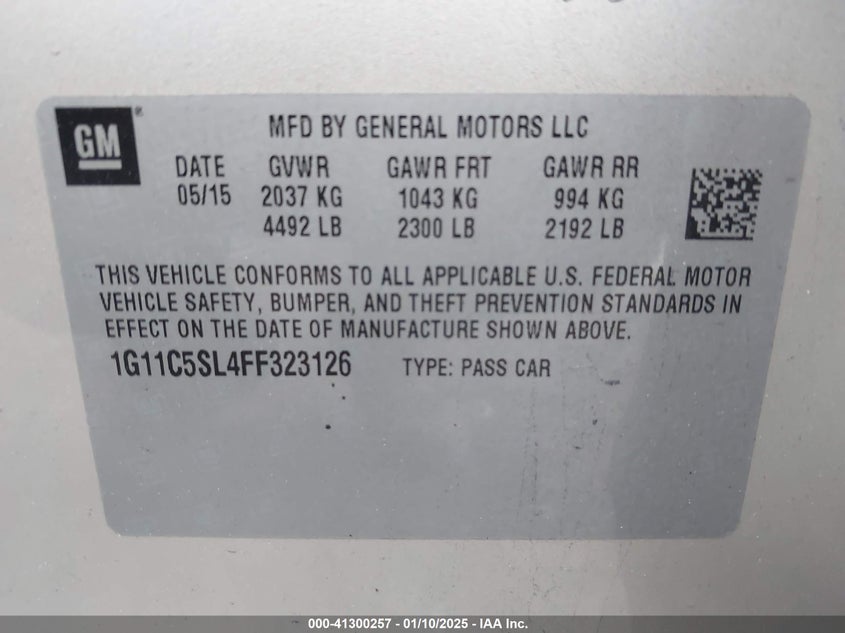 GM
MFD BY GENERAL MOTORS LLC
DATE GVWR GAWR FRT GAWR RR
05/15 2037 KG 1043 KG 994 KG
4492 LB 2300 LB 2192 LB
THIS VEHICLE CONFORMS TO ALL APPLICABLE U.S. FEDERAL MOTOR
VEHICLE SAFETY, BUMPER, AND THEFT PREVENTION STANDARDS IN
EFFECT ON THE DATE OF MANUFACTURE SHOWN ABOVE.
1G11C5SL4FF323126 TYPE: PASS CAR
000-41300257 - 01/10/2025 - IAA Inc.